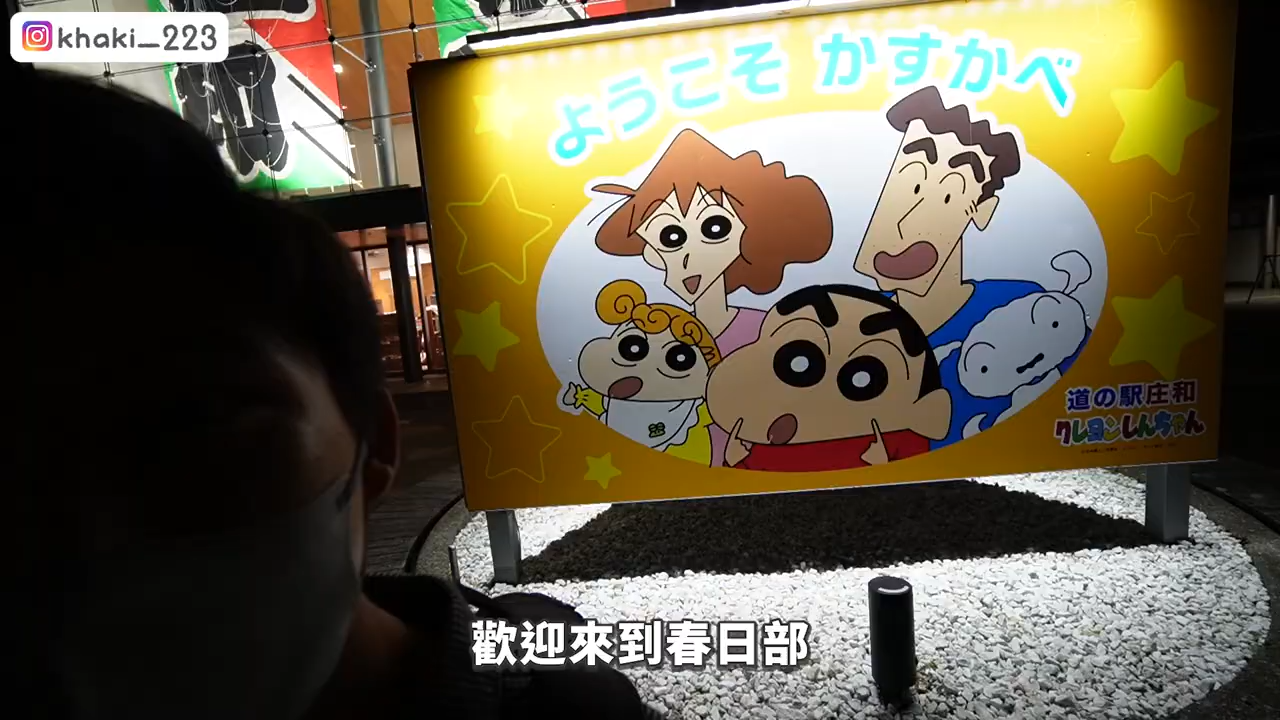 khaki_223
ようこそ かすかべ
道の駅庄和
クレヨンしんちゃん
歡迎來到春日部